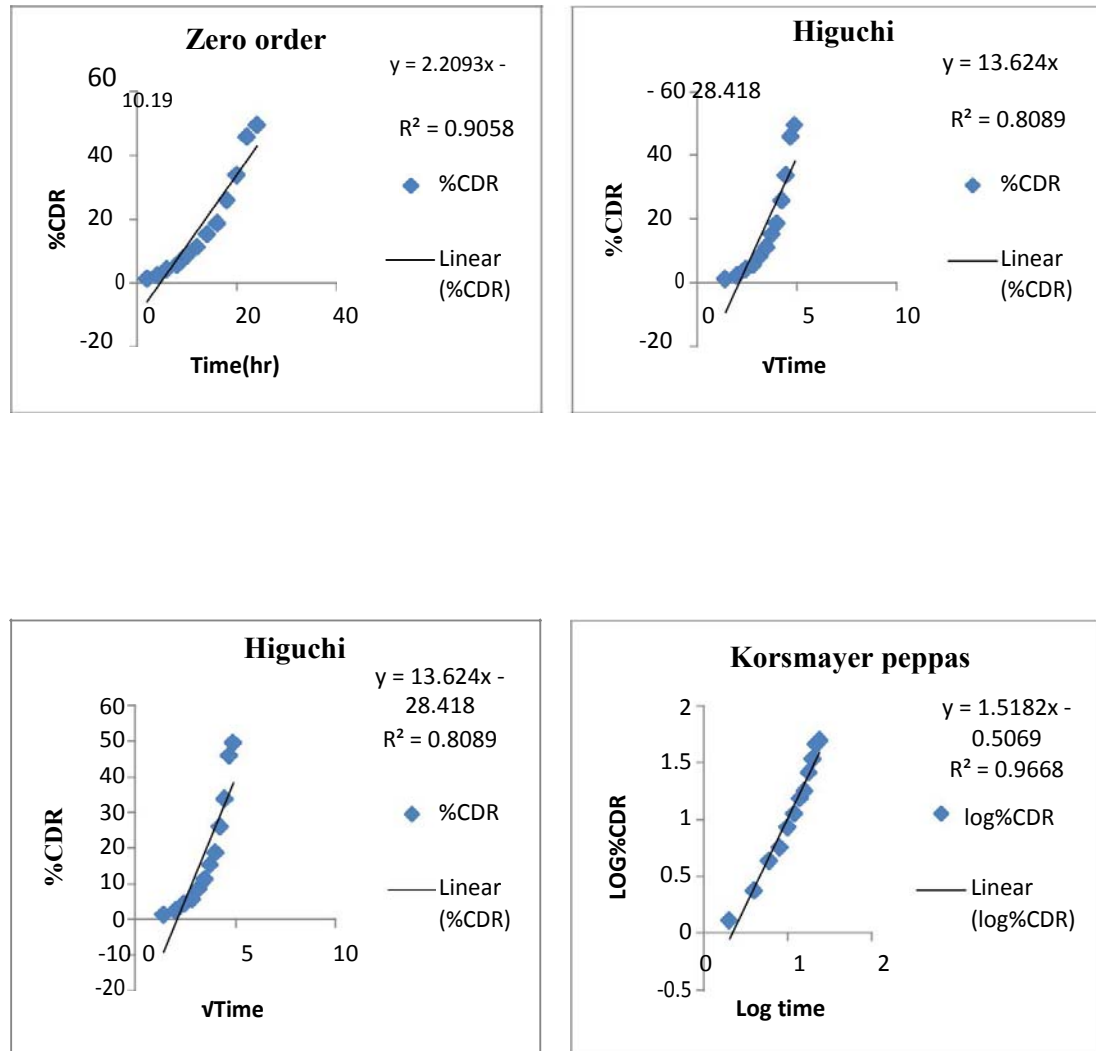 Zero order
y = 2.2093x -
60
10.19
R² = 0.9058
40
%CDR
%CDR
20
Linear
(%CDR)
0
0
20
40
-20
Time(hr)
Higuchi
y = 13.624x
- 60 28.418
R² = 0.8089
40
%CDR
%CDR
20
Linear
(%CDR)
0
0
5
10
-20
√Time
Higuchi
y = 13.624x -
28.418
R² = 0.8089
60
50
40
%CDR
30
%CDR
20
10
Linear
(%CDR)
0
-10
0
5
10
-20
√Time
Korsmayer peppas
y = 1.5182x -
0.5069
R² = 0.9668
2
1.5
log%CDR
LOG%CDR
1
0.5
Linear
(log%CDR)
0
0
1
2
-0.5
Log time